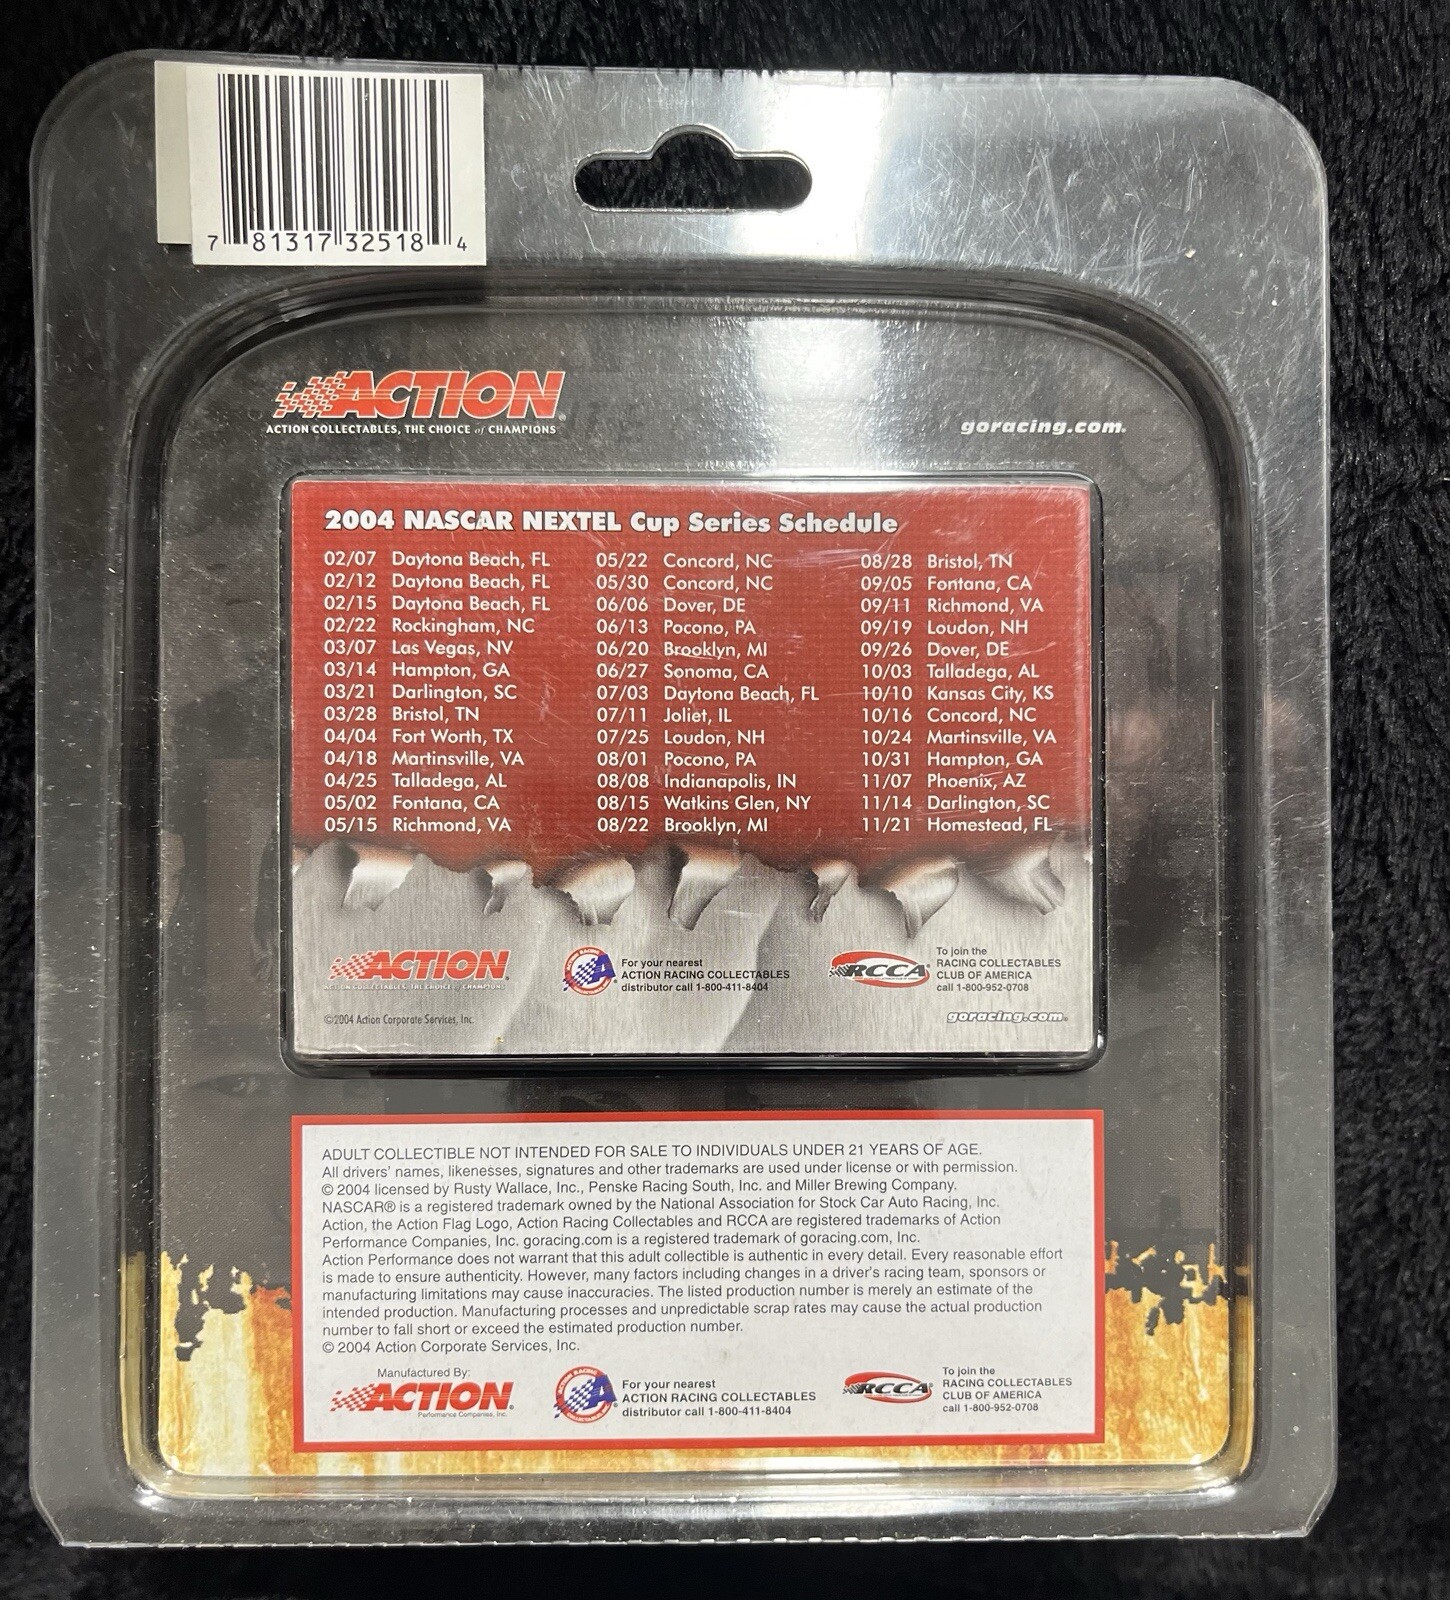 7 81317 32518 4
ACTION
ACTION COLLECTABLES, THE CHOICE of CHAMPIONS
goracing.com.
2004 NASCAR NEXTEL Cup Series Schedule
02/07 Daytona Beach, FL
02/12 Daytona Beach, FL
02/15 Daytona Beach, FL
02/22 Rockingham, NC
03/07 Las Vegas, NV
03/14 Hampton, GA
03/21 Darlington, SC
03/28 Bristol, TN
04/04 Fort Worth, TX
04/18 Martinsville, VA
04/25 Talladega, AL
05/02 Fontana, CA
05/15 Richmond, VA
05/22 Concord, NC
05/30 Concord, NC
06/06 Dover, DE
06/13 Pocono, PA
06/20 Brooklyn, MI
06/27 Sonoma, CA
07/03 Daytona Beach, FL
07/11 Joliet, IL
07/25 Loudon, NH
08/01 Pocono, PA
08/08 Indianapolis, IN
08/15 Watkins Glen, NY
08/22 Brooklyn, MI
08/28 Bristol, TN
09/05 Fontana, CA
09/11 Richmond, VA
09/19 Loudon, NH
09/26 Dover, DE
10/03 Talladega, AL
10/10 Kansas City, KS
10/16 Concord, NC
10/24 Martinsville, VA
10/31 Hampton, GA
11/07 Phoenix, AZ
11/14 Darlington, SC
11/21 Homestead, FL
ACTION
ACTION COLLECTABLES, THE CHOICE of CHAMPIONS
For your nearest
ACTION RACING COLLECTABLES
distributor call 1-800-411-8404
RCCA
To join the
RACING COLLECTABLES
CLUB OF AMERICA
call 1-800-952-0708
©2004 Action Corporate Services, Inc.
goracing.com.
ADULT COLLECTIBLE NOT INTENDED FOR SALE TO INDIVIDUALS UNDER 21 YEARS OF AGE.
All drivers' names, likenesses, signatures and other trademarks are used under license or with permission.
© 2004 licensed by Rusty Wallace, Inc., Penske Racing South, Inc. and Miller Brewing Company.
NASCAR® is a registered trademark owned by the National Association for Stock Car Auto Racing, Inc.
Action, the Action Flag Logo, Action Racing Collectables and RCCA are registered trademarks of Action
Performance Companies, Inc. goracing.com is a registered trademark of goracing.com, Inc.
Action Performance does not warrant that this adult collectible is authentic in every detail. Every reasonable effort
is made to ensure authenticity. However, many factors including changes in a driver's racing team, sponsors or
manufacturing limitations may cause inaccuracies. The listed production number is merely an estimate of the
intended production. Manufacturing processes and unpredictable scrap rates may cause the actual production
number to fall short or exceed the estimated production number.
© 2004 Action Corporate Services, Inc.
Manufactured By:
ACTION
Performance Companies, Inc.
For your nearest
ACTION RACING COLLECTABLES
distributor call 1-800-411-8404
RCCA
To join the
RACING COLLECTABLES
CLUB OF AMERICA
call 1-800-952-0708